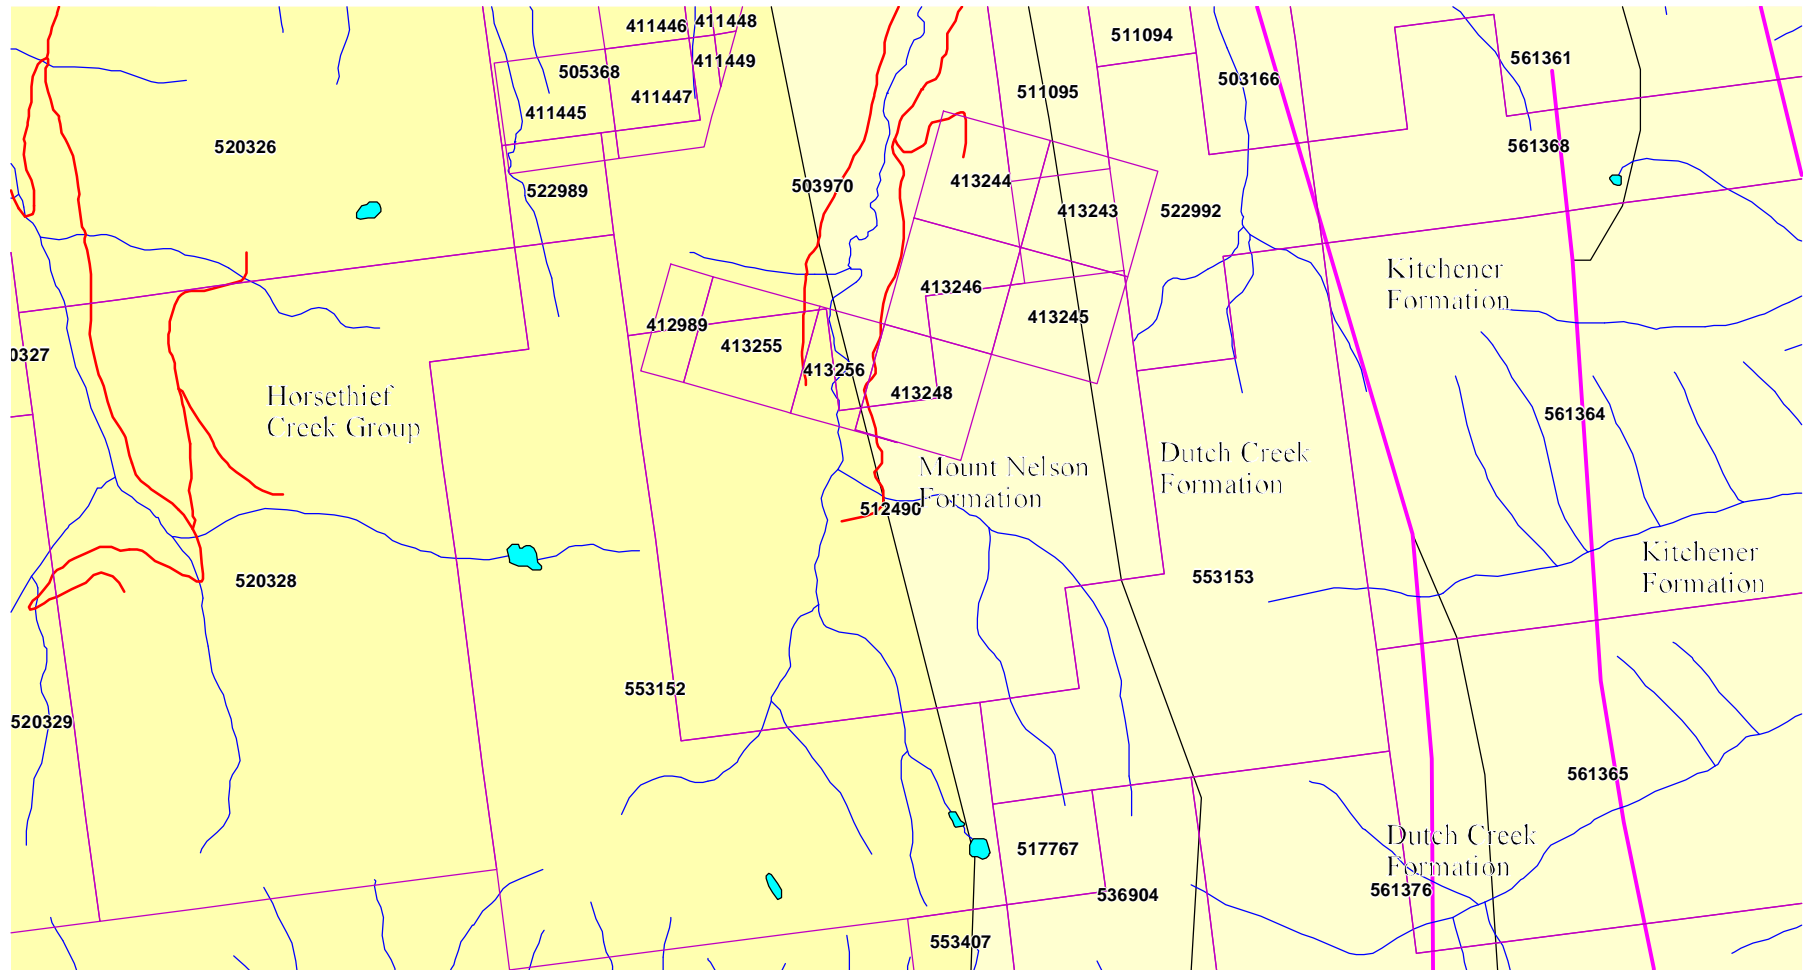 411446
411448
511094
411449
561361
505368
503166
511095
411447
411445
520326
561368
413244
503970
522989
413243
522992
Kitchener
Formation
413246
413245
412989
413255
0327
413256
413248
Horsethief
Creek Group
561364
Dutch Creek
Formation
Mount Nelson
Formation
512490
Kitchener
Formation
553153
520328
553152
520329
561365
Dutch Creek
Formation
517767
561376
536904
553407